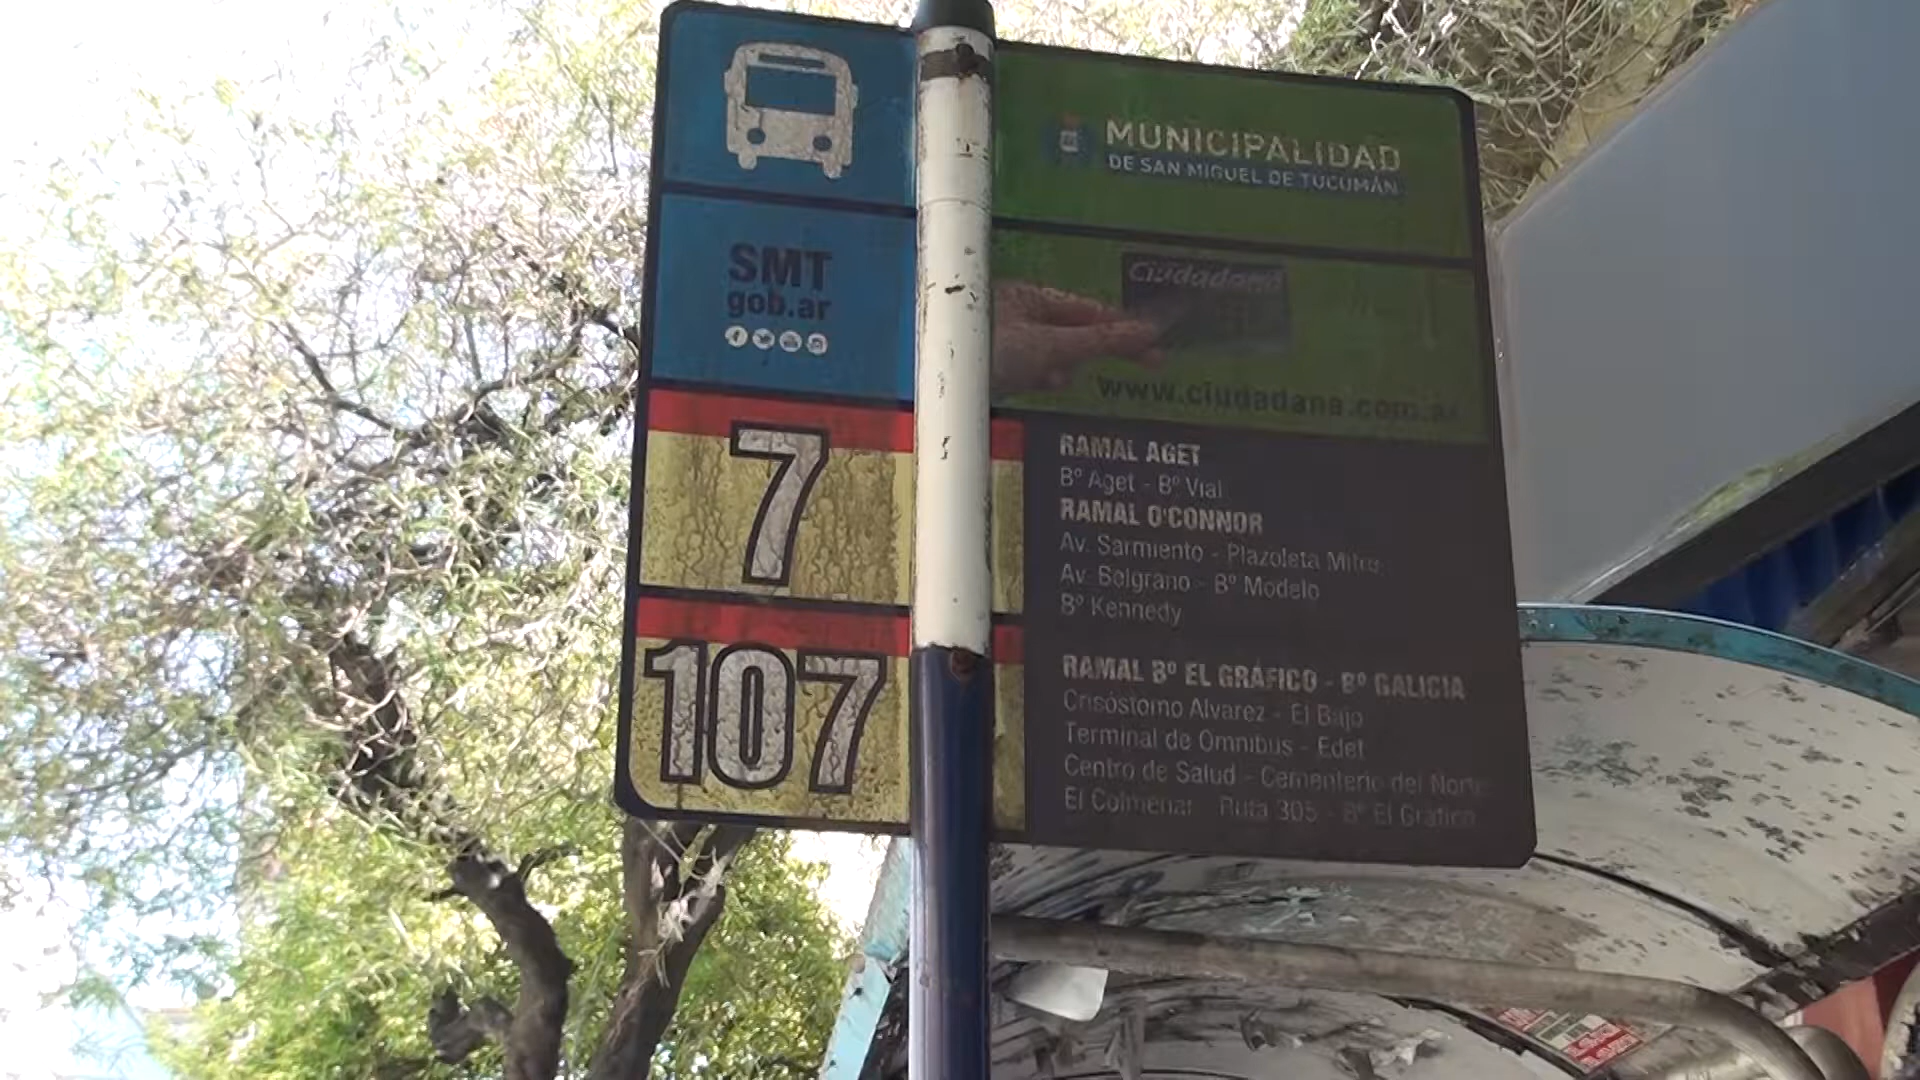 MUNICIPALIDAD
DE SAN MIGUEL DE TUCUMÁN
SMT
gob.ar
Ciudadana
www.ciudadana.com.ar
7
RAMAL AGET
Bº Aget - Bº Vial
RAMAL O'CONNOR
Av. Sarmiento - Plazoleta Mitre
Av. Belgrano - Bº Modelo
Bº Kennedy
107
RAMAL Bº EL GRÁFICO - Bº GALICIA
Crisóstomo Alvarez - El Bajo
Terminal de Omnibus - Edet
Centro de Salud - Cementerio del Norte
El Colmenar - Ruta 305 - Bº El Gráfico